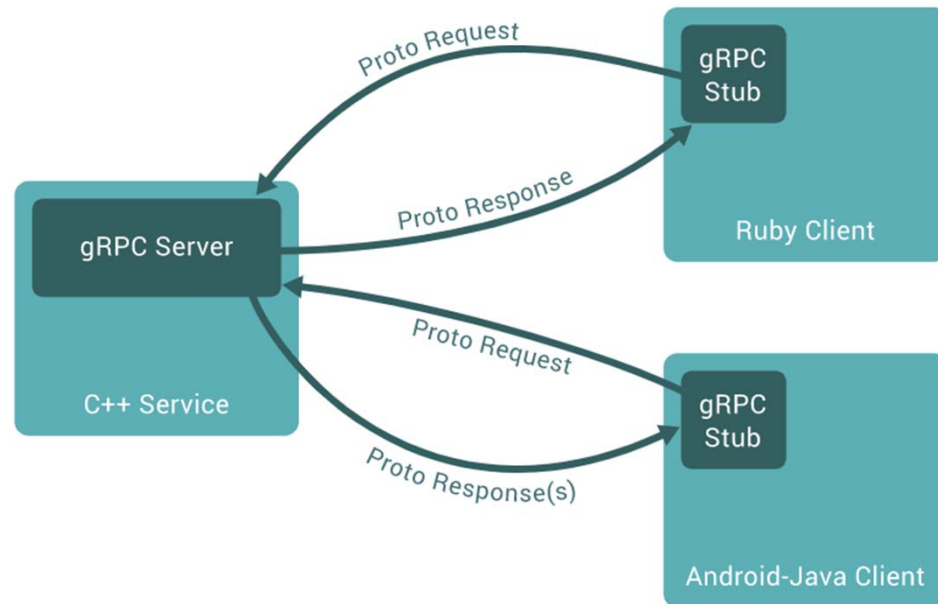 Proto Request
gRPC
Stub
Proto Response
Ruby Client
gRPC Server
C++ Service
Proto Request
gRPC
Stub
Proto Response(s)
Android-Java Client